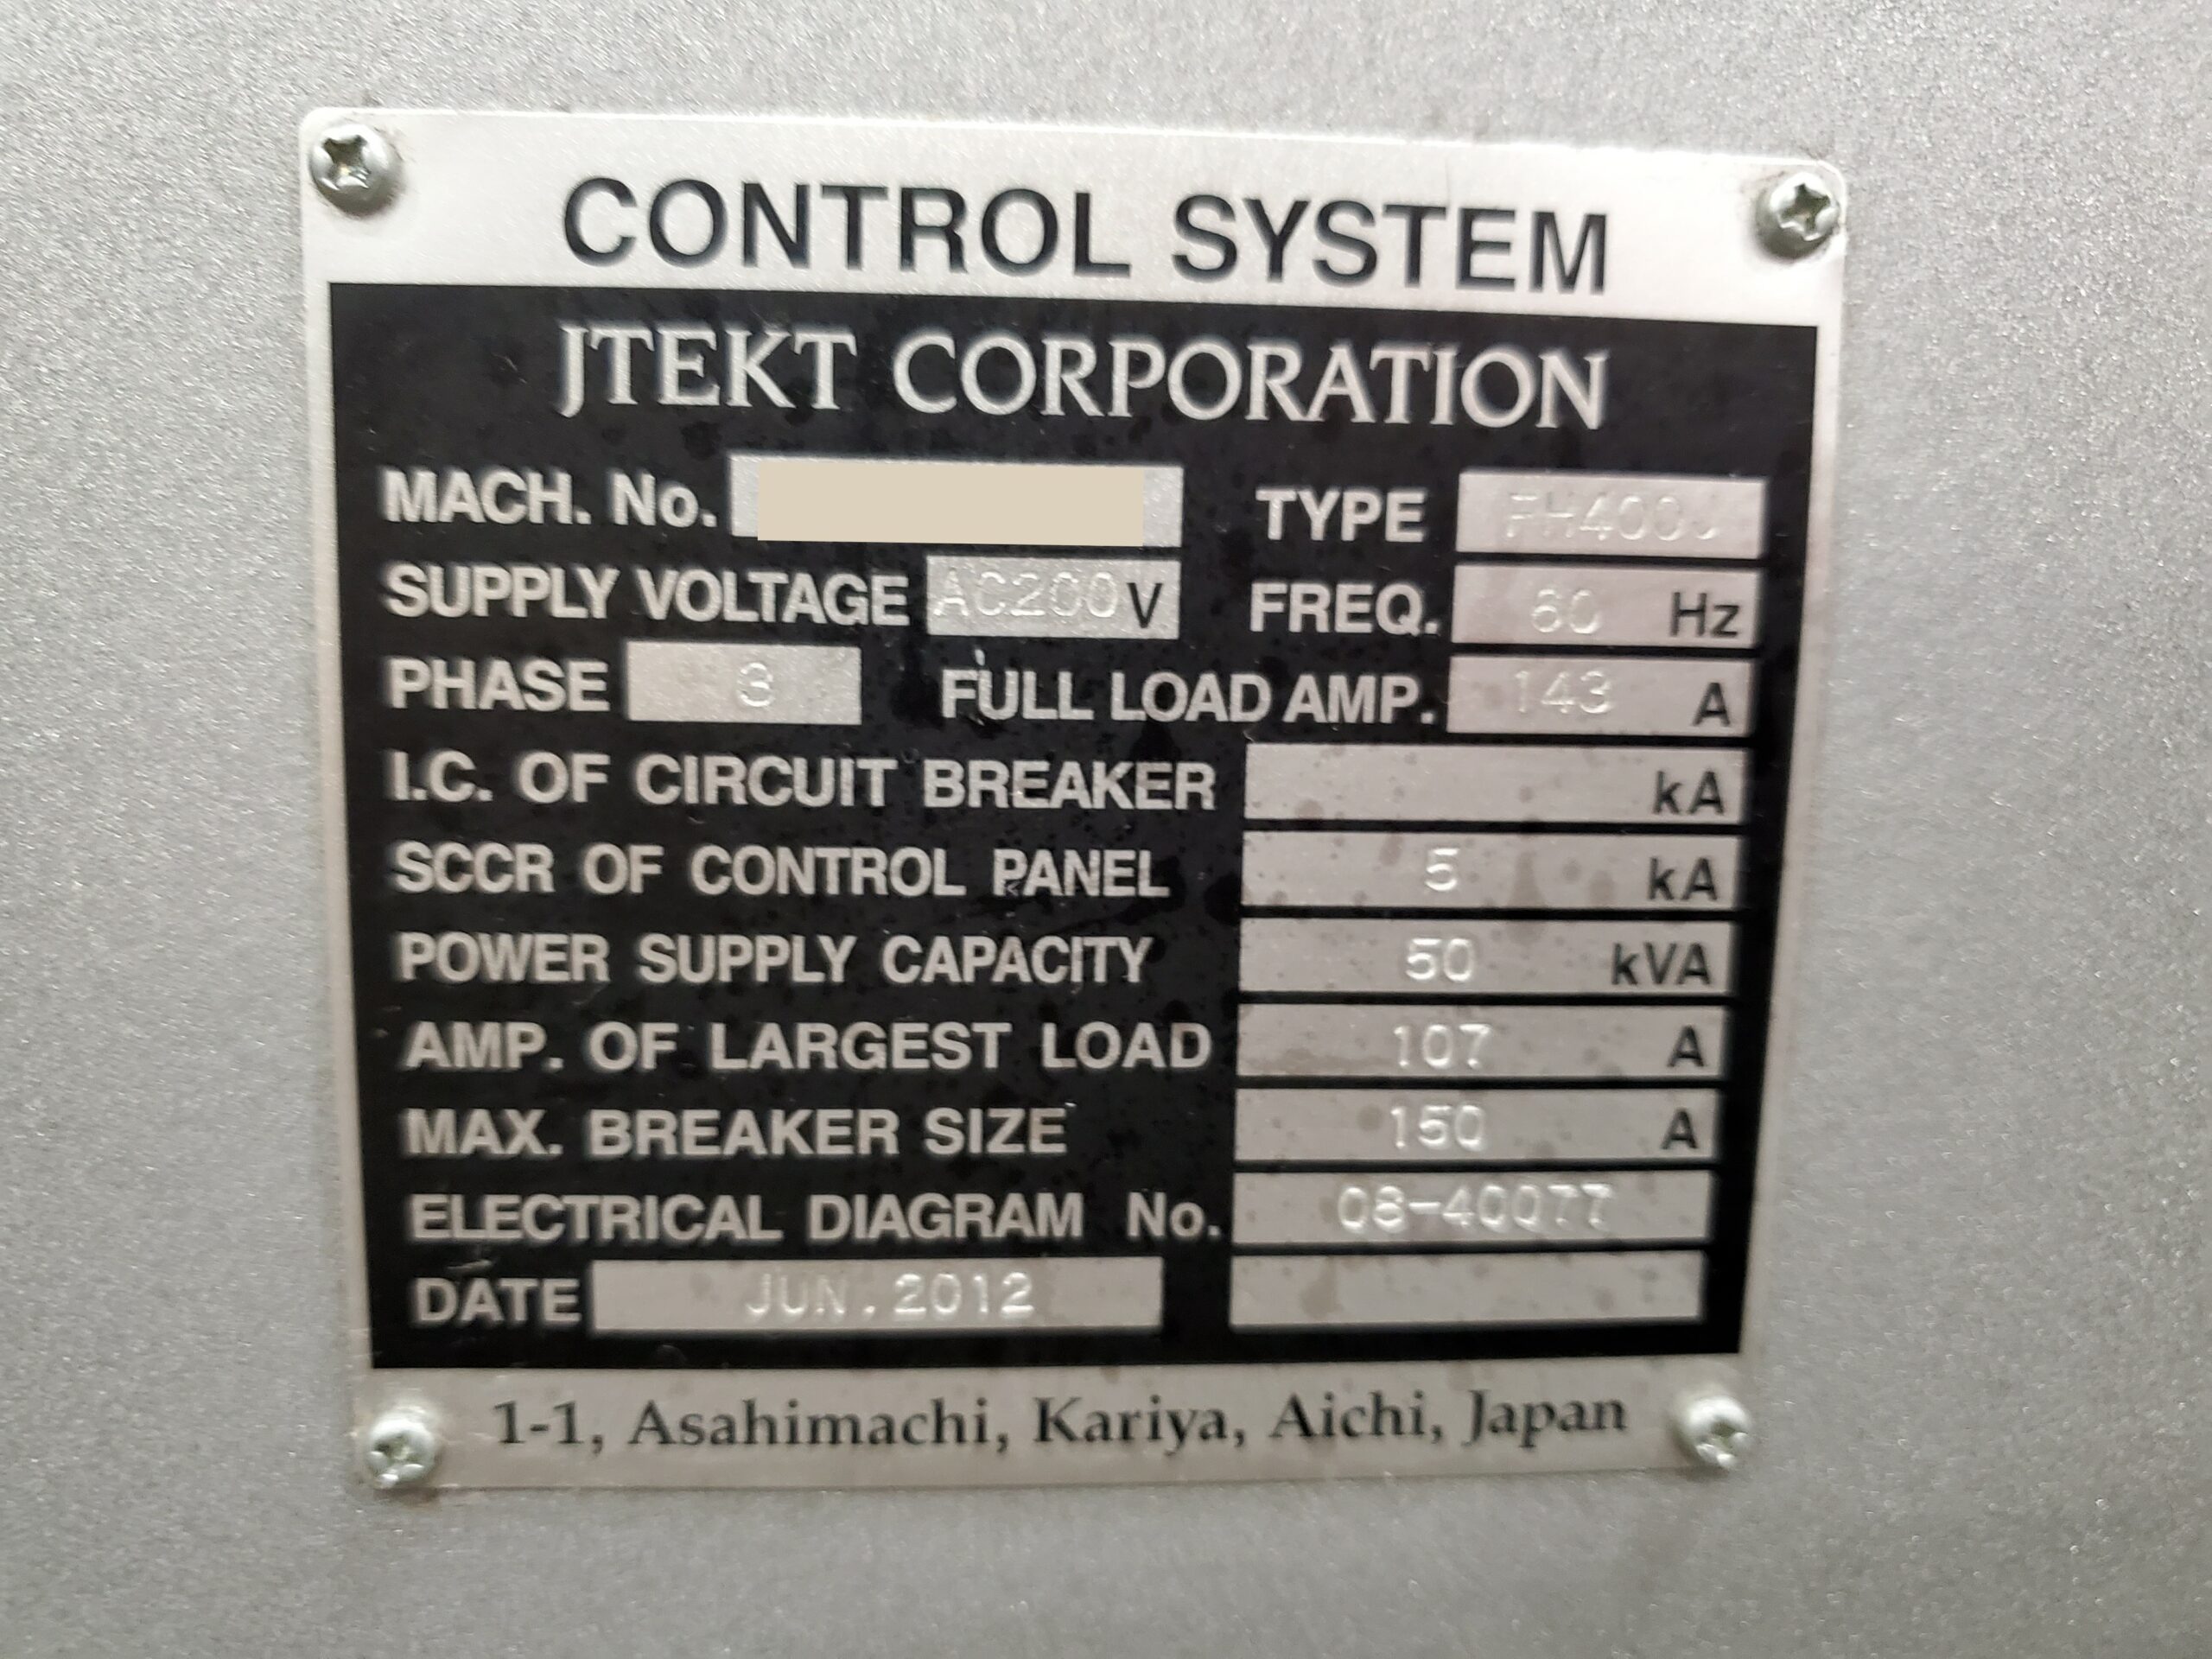 CONTROL SYSTEM
JTEKT CORPORATION
MACH. No. TYPE FH400J
SUPPLY VOLTAGE AC200 V FREQ. 60 Hz
PHASE 3 FULL LOAD AMP. 143 A
I.C. OF CIRCUIT BREAKER kA
SCCR OF CONTROL PANEL 5 kA
POWER SUPPLY CAPACITY 50 kVA
AMP. OF LARGEST LOAD 107 A
MAX. BREAKER SIZE 150 A
ELECTRICAL DIAGRAM No. 08-40077
DATE JUN.2012
1-1, Asahimachi, Kariya, Aichi, Japan